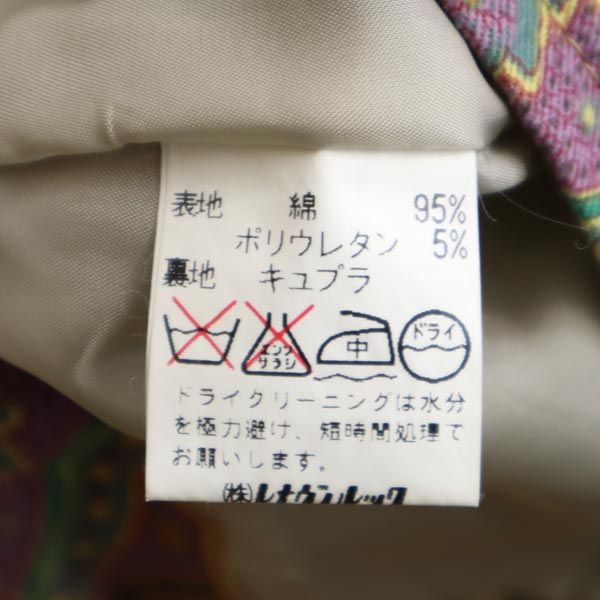 表地 綿 95%
ポリウレタン 5%
裏地 キュプラ
エンソ
サラシ
中
ドライ
ドライクリーニングは水分
を極力避け、短時間処理で
お願いします。
㈱レナウンルック